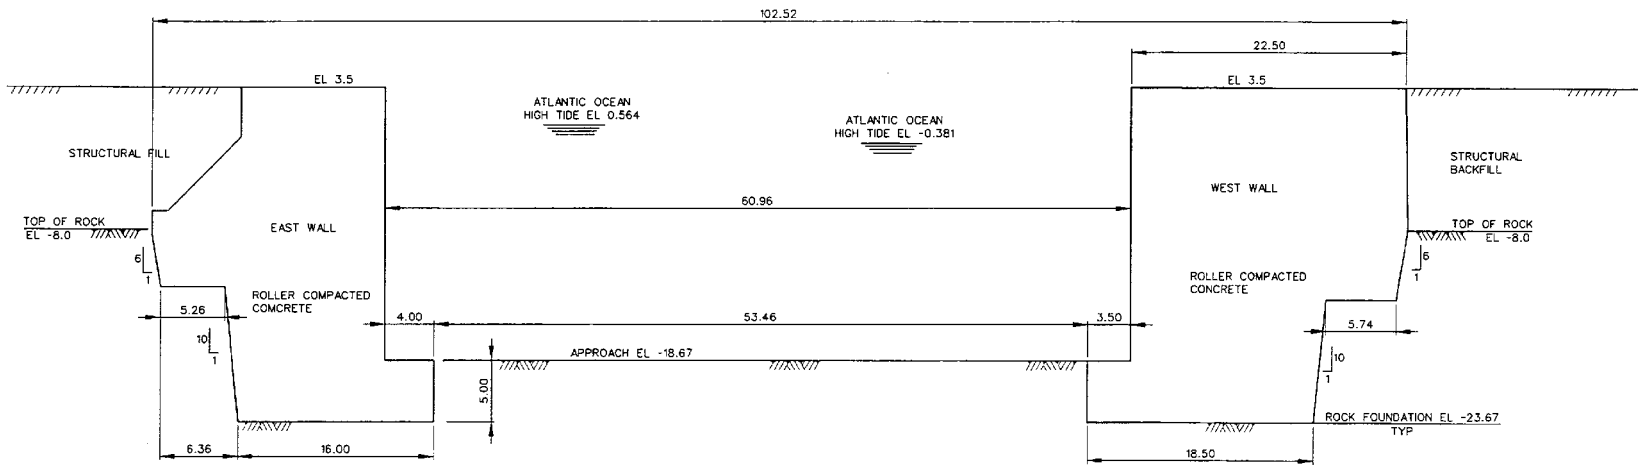 102.52
22.50
EL 3.5
EL 3.5
ATLANTIC OCEAN
HIGH TIDE EL 0.564
ATLANTIC OCEAN
HIGH TIDE EL -0.381
STRUCTURAL FILL
STRUCTURAL
BACKFILL
WEST WALL
60.96
TOP OF ROCK
EL -8.0
EAST WALL
TOP OF ROCK
EL -8.0
6
1
6
1
ROLLER COMPACTED
COMCRETE
ROLLER COMPACTED
CONCRETE
5.26
4.00
53.46
3.50
5.74
10
1
APPROACH EL -18.67
10
1
5.00
ROCK FOUNDATION EL -23.67
TYP
6.36
16.00
18.50